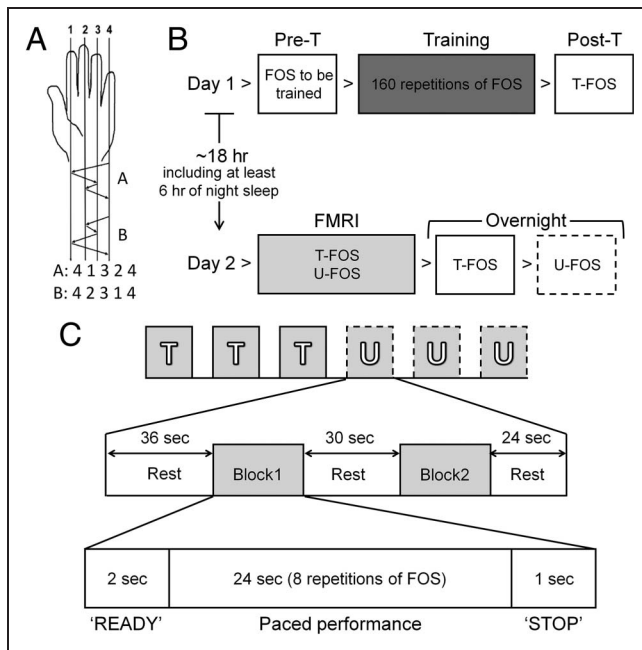 A
1 2 3 4
A
B
A: 4 1 3 2 4
B: 4 2 3 1 4
B
Pre-T Training Post-T
Day 1 > FOS to be trained > 160 repetitions of FOS > T-FOS
~18 hr
including at least
6 hr of night sleep
FMRI Overnight
Day 2 > T-FOS U-FOS > T-FOS > U-FOS
C
T T T U U U
36 sec 30 sec 24 sec
Rest Block1 Rest Block2 Rest
2 sec 24 sec (8 repetitions of FOS) 1 sec
'READY' Paced performance 'STOP'